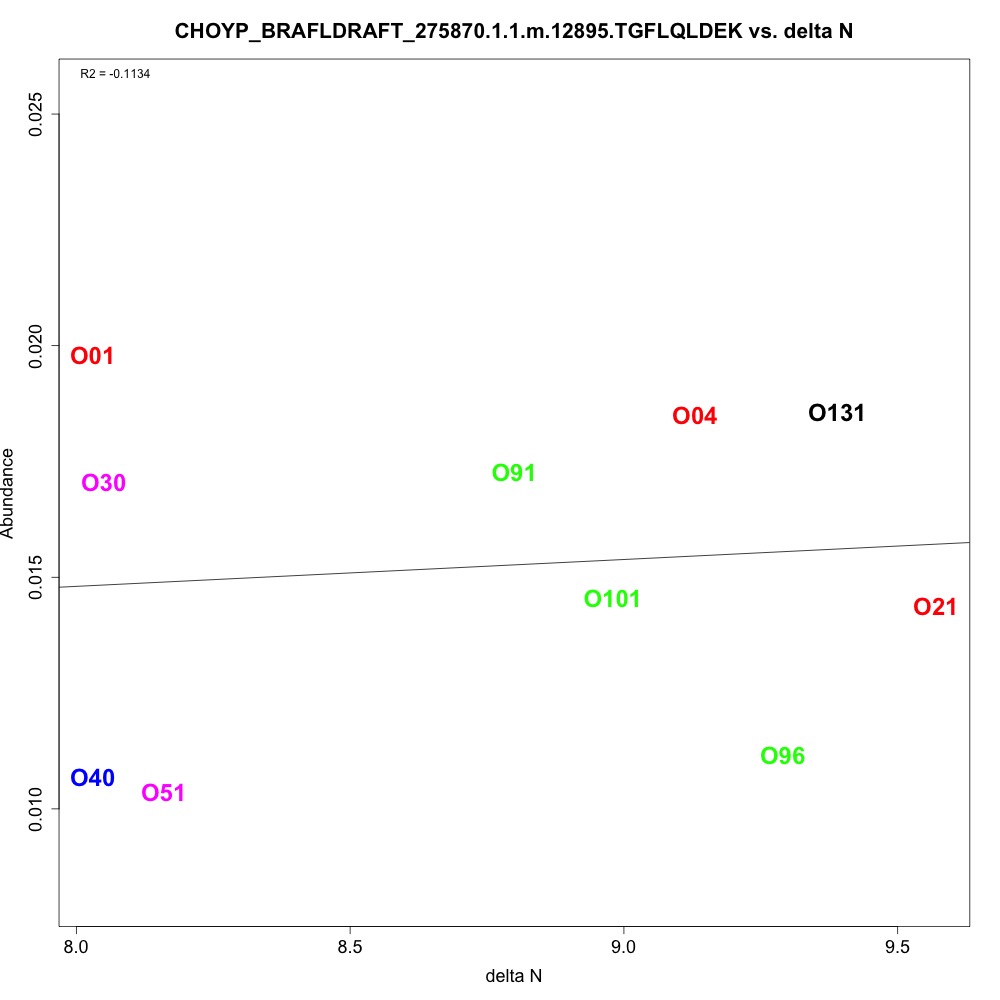 CHOYP_BRAFLDRAFT_275870.1.1.m.12895.TGFLQLDEK vs. delta N
R2 = -0.1134
0.025
0.020
0.015
0.010
Abundance
O01
O04
O131
O91
O30
O101
O21
O96
O40
O51
8.0
8.5
9.0
9.5
delta N